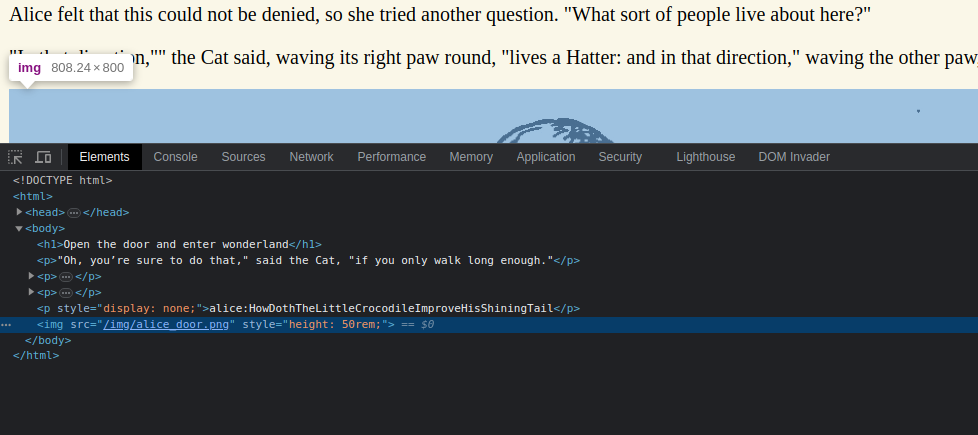 Alice felt that this could not be denied, so she tried another question. "What sort of people live about here?"
the Cat said, waving its right paw round, "lives a Hatter: and in that direction," waving the other paw,
img 808.24×800
Elements Console Sources Network Performance Memory Application Security Lighthouse DOM Invader
<!DOCTYPE html>
<html>
<head>…</head>
<body>
<h1>Open the door and enter wonderland</h1>
<p>"Oh, you’re sure to do that," said the Cat, "if you only walk long enough."</p>
<p>…</p>
<p>…</p>
<p style="display: none;">alice:HowDothTheLittleCrocodileImproveHisShiningTail</p>
… <img src="/img/alice_door.png" style="height: 50rem;"> == $0
</body>
</html>